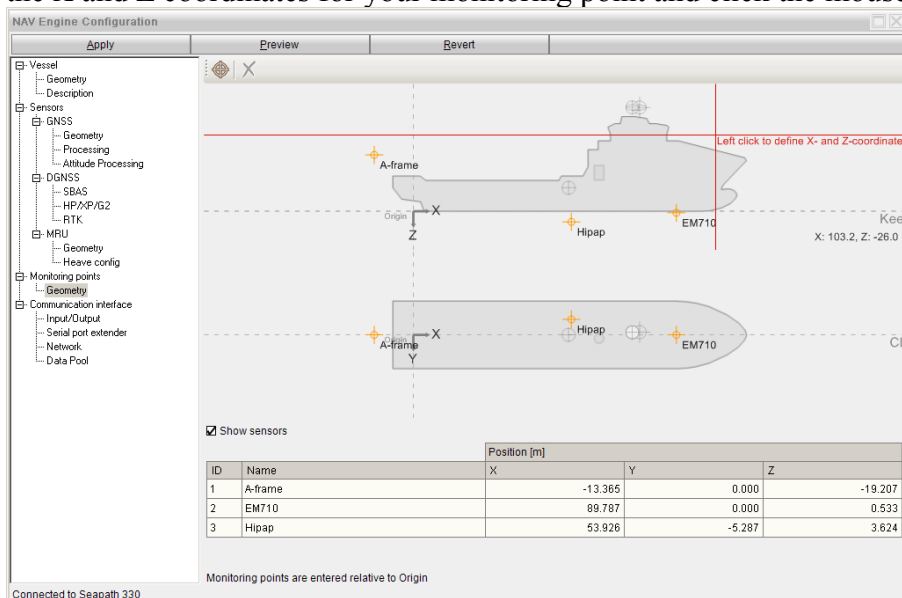 the X and Z coordinates for your monitoring point and click the mouse
NAV Engine Configuration
Apply Preview Revert
Vessel
Geometry
Description
Sensors
GNSS
Geometry
Processing
Attitude Processing
DGNSS
SBAS
HP/XP/G2
RTK
MRU
Geometry
Heave config
Monitoring points
Geometry
Communication interface
Input/Output
Serial port extender
Network
Data Pool
Left click to define X- and Z-coordinate
A-frame
Origin
X
Z
Hipap
EM710
Kee
X: 103.2, Z: -26.0
Hipap
Origin
X
A-frame
Y
EM710
Cl
Show sensors
Position [m]
ID Name X Y Z
1 A-frame -13.365 0.000 -19.207
2 EM710 89.787 0.000 0.533
3 Hipap 53.926 -5.287 3.624
Monitoring points are entered relative to Origin
Connected to Seapath 330